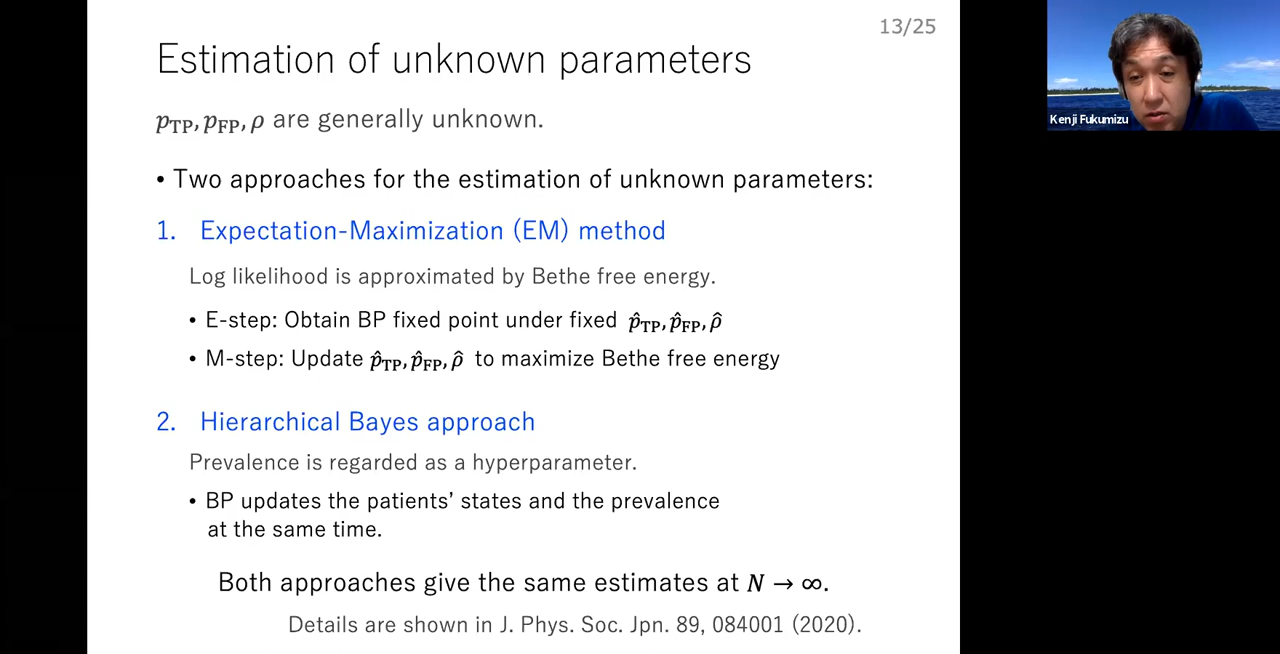 13/25
Estimation of unknown parameters
p_TP, p_FP, ρ are generally unknown.
• Two approaches for the estimation of unknown parameters:
1. Expectation-Maximization (EM) method
Log likelihood is approximated by Bethe free energy.
• E-step: Obtain BP fixed point under fixed p̂_TP, p̂_FP, ρ̂
• M-step: Update p̂_TP, p̂_FP, ρ̂ to maximize Bethe free energy
2. Hierarchical Bayes approach
Prevalence is regarded as a hyperparameter.
• BP updates the patients’ states and the prevalence
at the same time.
Both approaches give the same estimates at N → ∞.
Details are shown in J. Phys. Soc. Jpn. 89, 084001 (2020).
Kenji Fukumizu